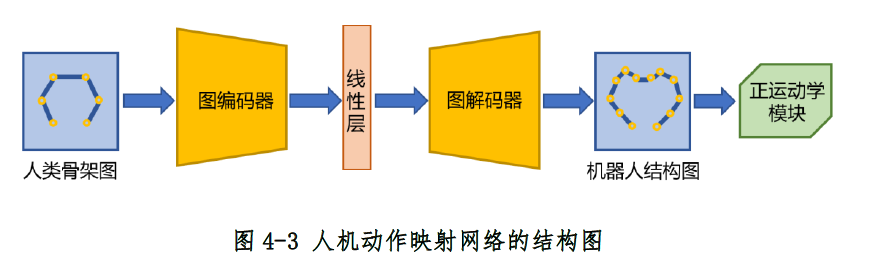 图编码器
线性层
图解码器
正运动学
模块
人类骨架图
机器人结构图
图 4-3 人机动作映射网络的结构图